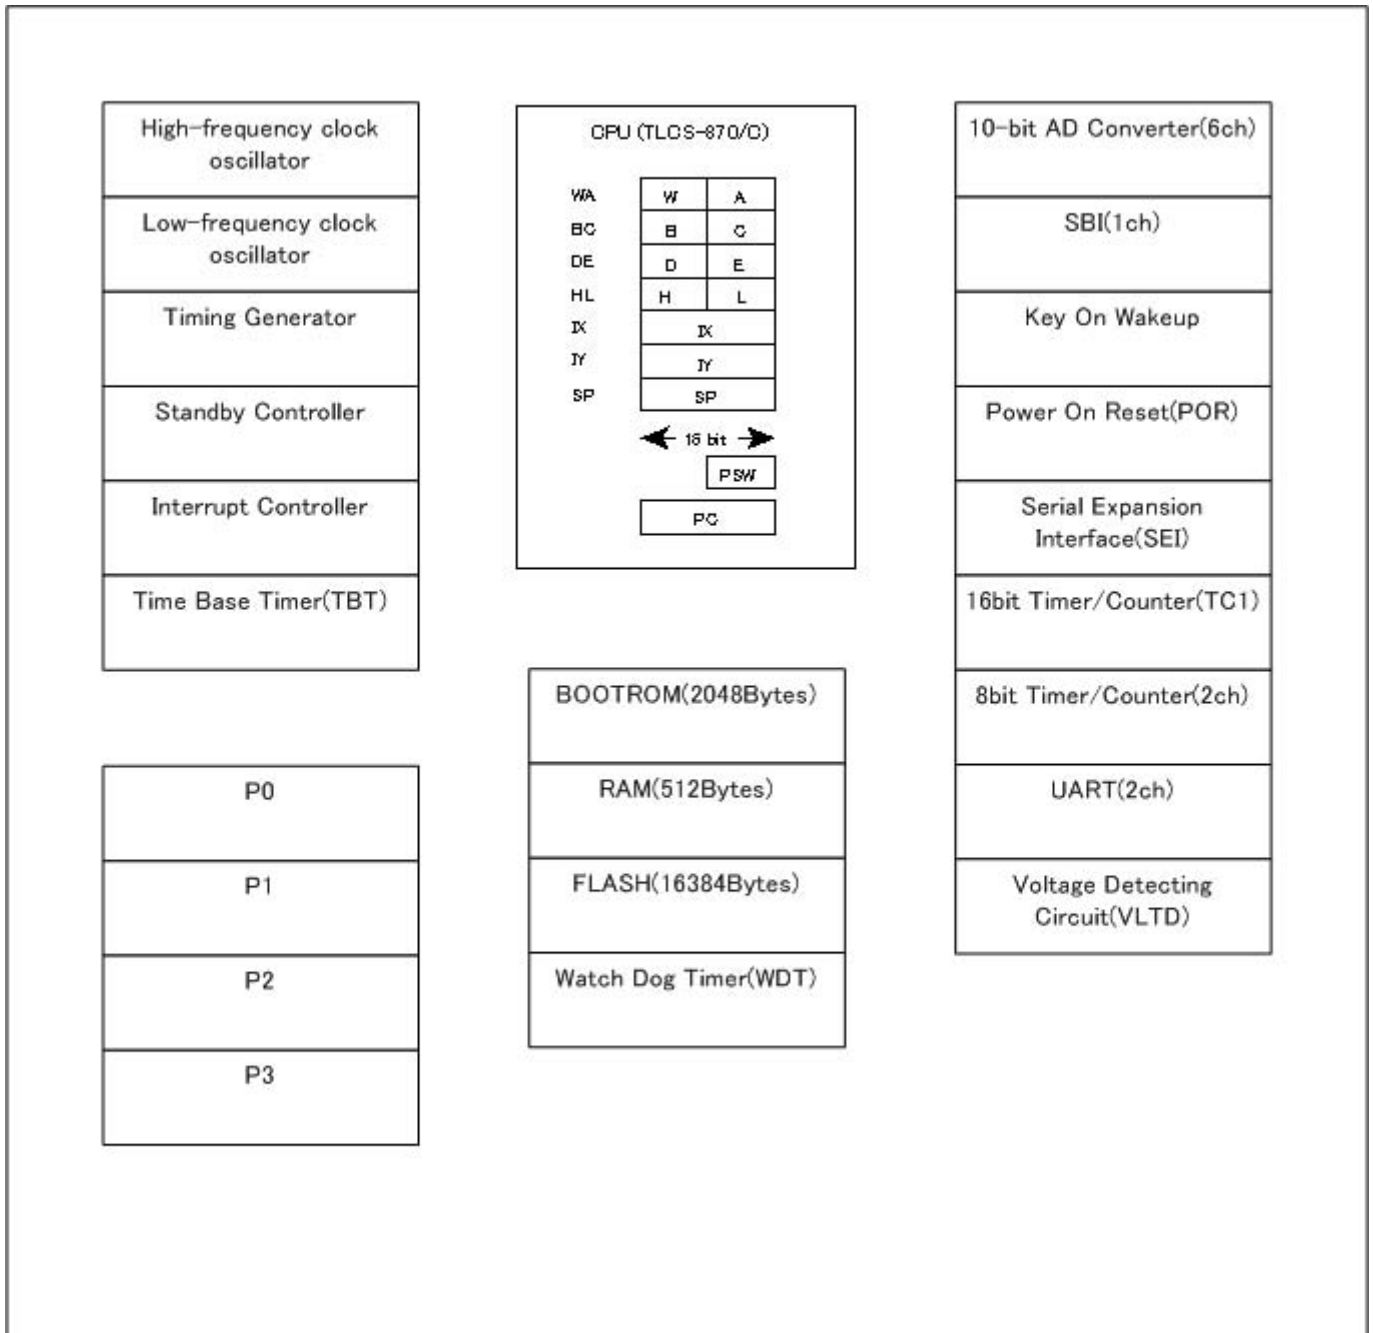 High-frequency clock
oscillator
Low-frequency clock
oscillator
Timing Generator
Standby Controller
Interrupt Controller
Time Base Timer(TBT)
P0
P1
P2
P3
CPU (TLCS-870/C)
WA W A
BC B C
DE D E
HL H L
IX IX
IY IY
SP SP
16 bit
PSW
PC
BOOTROM(2048Bytes)
RAM(512Bytes)
FLASH(16384Bytes)
Watch Dog Timer(WDT)
10-bit AD Converter(6ch)
SBI(1ch)
Key On Wakeup
Power On Reset(POR)
Serial Expansion
Interface(SEI)
16bit Timer/Counter(TC1)
8bit Timer/Counter(2ch)
UART(2ch)
Voltage Detecting
Circuit(VLTD)